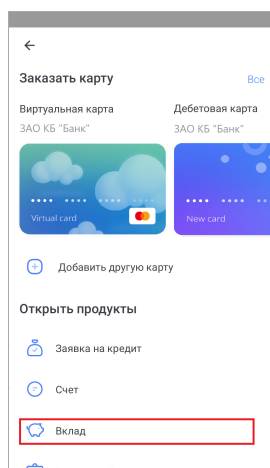 Заказать карту
Все
Виртуальная карта
Дебетовая карта
ЗАО КБ "Банк"
ЗАО КБ "Банк"
Virtual card
New card
Добавить другую карту
Открыть продукты
Заявка на кредит
Счет
Вклад